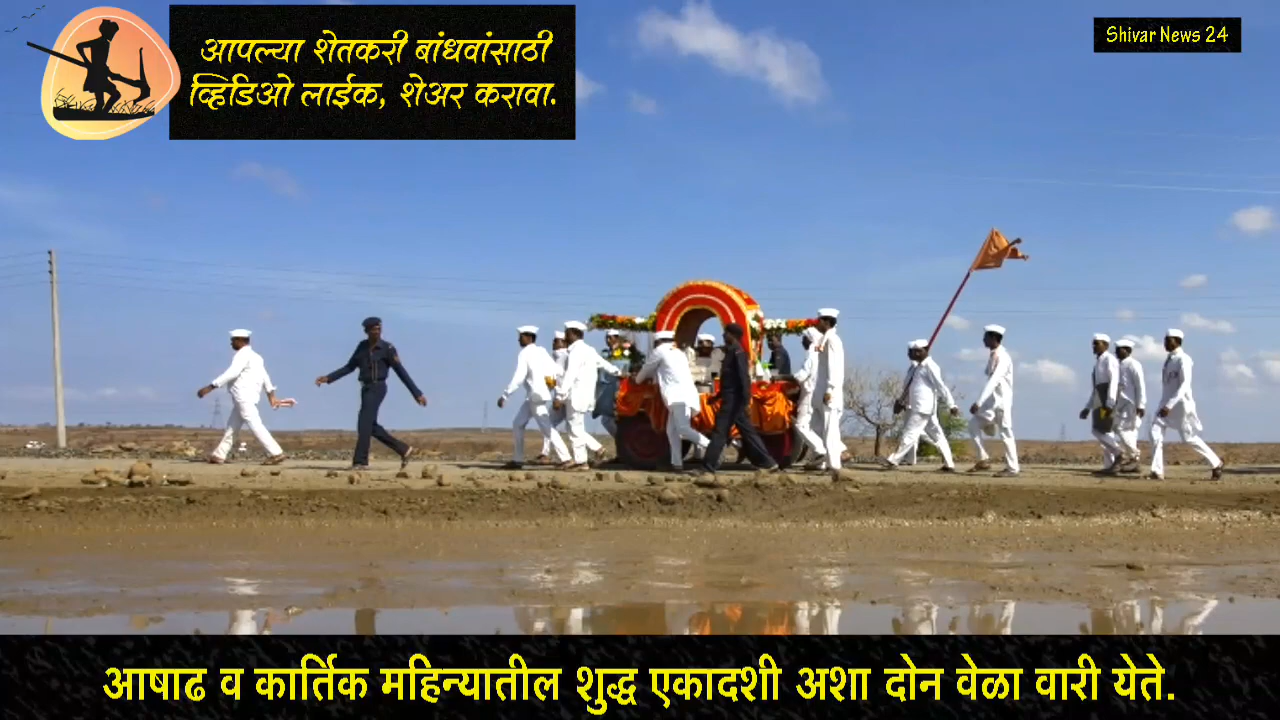 आपल्या शेतकरी बांधवांसाठी
व्हिडिओ लाईक, शेअर करावा.
Shivar News 24
आषाढ व कार्तिक महिन्यातील शुद्ध एकादशी अशा दोन वेळा वारी येते.